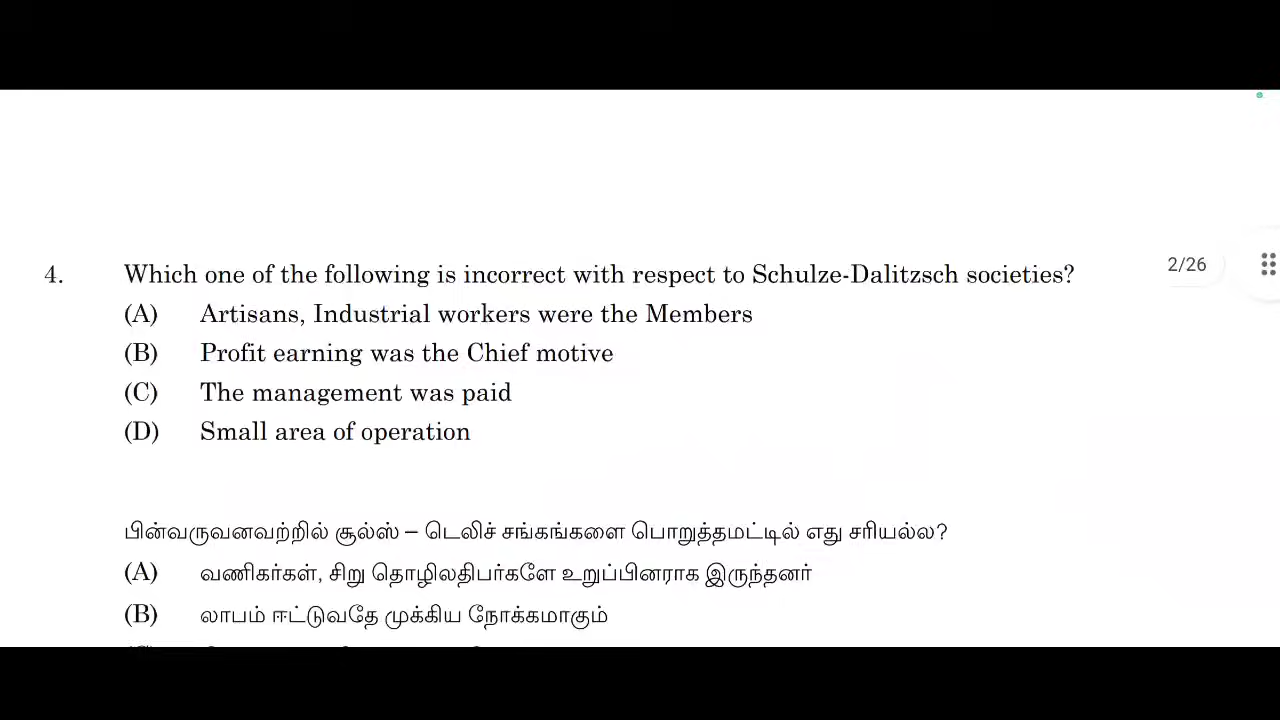 2/26
4. Which one of the following is incorrect with respect to Schulze-Dalitzsch societies?
(A) Artisans, Industrial workers were the Members
(B) Profit earning was the Chief motive
(C) The management was paid
(D) Small area of operation
பின்வருவனவற்றில் சூல்ஸ் – டெலிச் சங்கங்களை பொறுத்தமட்டில் எது சரியல்ல?
(A) வணிகர்கள், சிறு தொழிலதிபர்களே உறுப்பினராக இருந்தனர்
(B) லாபம் ஈட்டுவதே முக்கிய நோக்கமாகும்